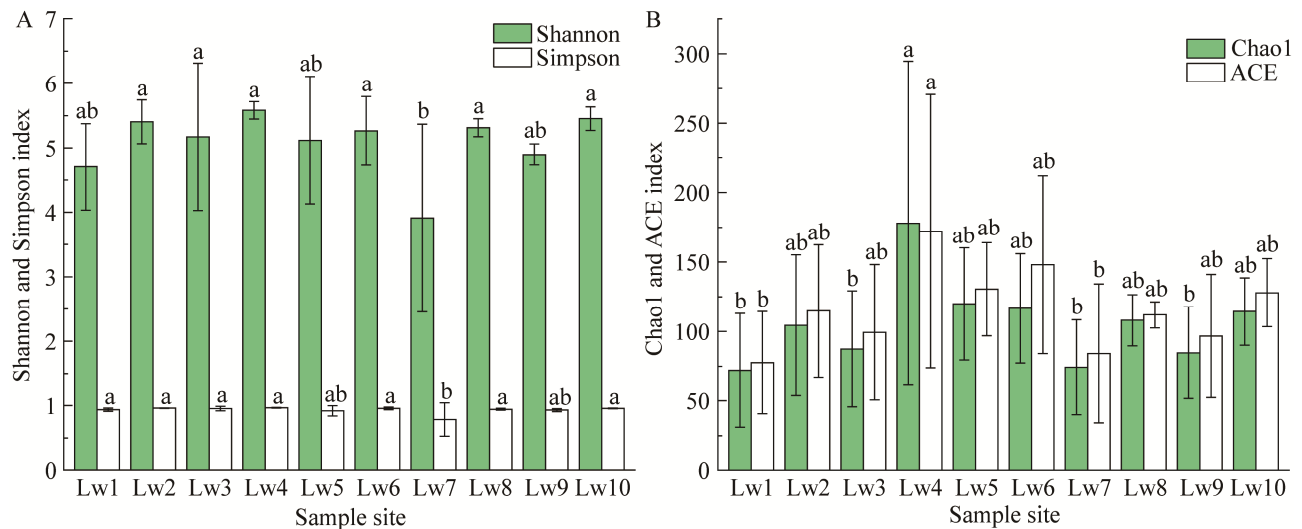 A
Shannon
Simpson
Shannon and Simpson index
7
6
5
4
3
2
1
0
ab a a a ab a b a ab a
a a a a ab a b a ab a
Lw1 Lw2 Lw3 Lw4 Lw5 Lw6 Lw7 Lw8 Lw9 Lw10
Sample site
B
Chao1
ACE
Chao1 and ACE index
300
250
200
150
100
50
0
b b ab ab b ab a a ab ab ab ab b b ab ab b ab ab ab
Lw1 Lw2 Lw3 Lw4 Lw5 Lw6 Lw7 Lw8 Lw9 Lw10
Sample site